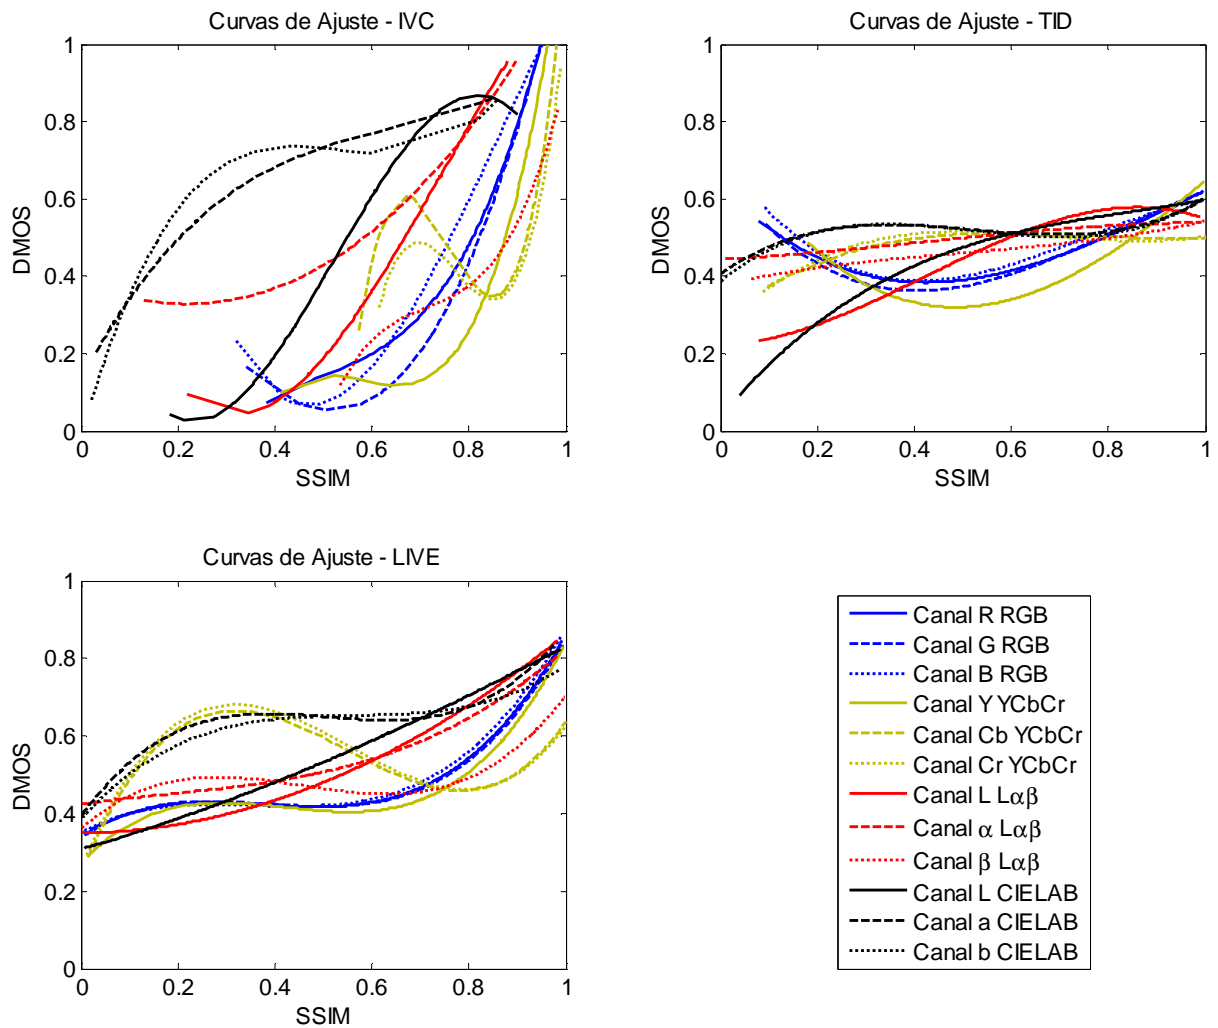 Curvas de Ajuste - IVC
1
0.8
0.6
0.4
0.2
0
DMOS
0 0.2 0.4 0.6 0.8 1
SSIM
Curvas de Ajuste - TID
1
0.8
0.6
0.4
0.2
0
DMOS
0 0.2 0.4 0.6 0.8 1
SSIM
Curvas de Ajuste - LIVE
1
0.8
0.6
0.4
0.2
0
DMOS
0 0.2 0.4 0.6 0.8 1
SSIM
Canal R RGB
Canal G RGB
Canal B RGB
Canal Y YCbCr
Canal Cb YCbCr
Canal Cr YCbCr
Canal L Lαβ
Canal α Lαβ
Canal β Lαβ
Canal L CIELAB
Canal a CIELAB
Canal b CIELAB